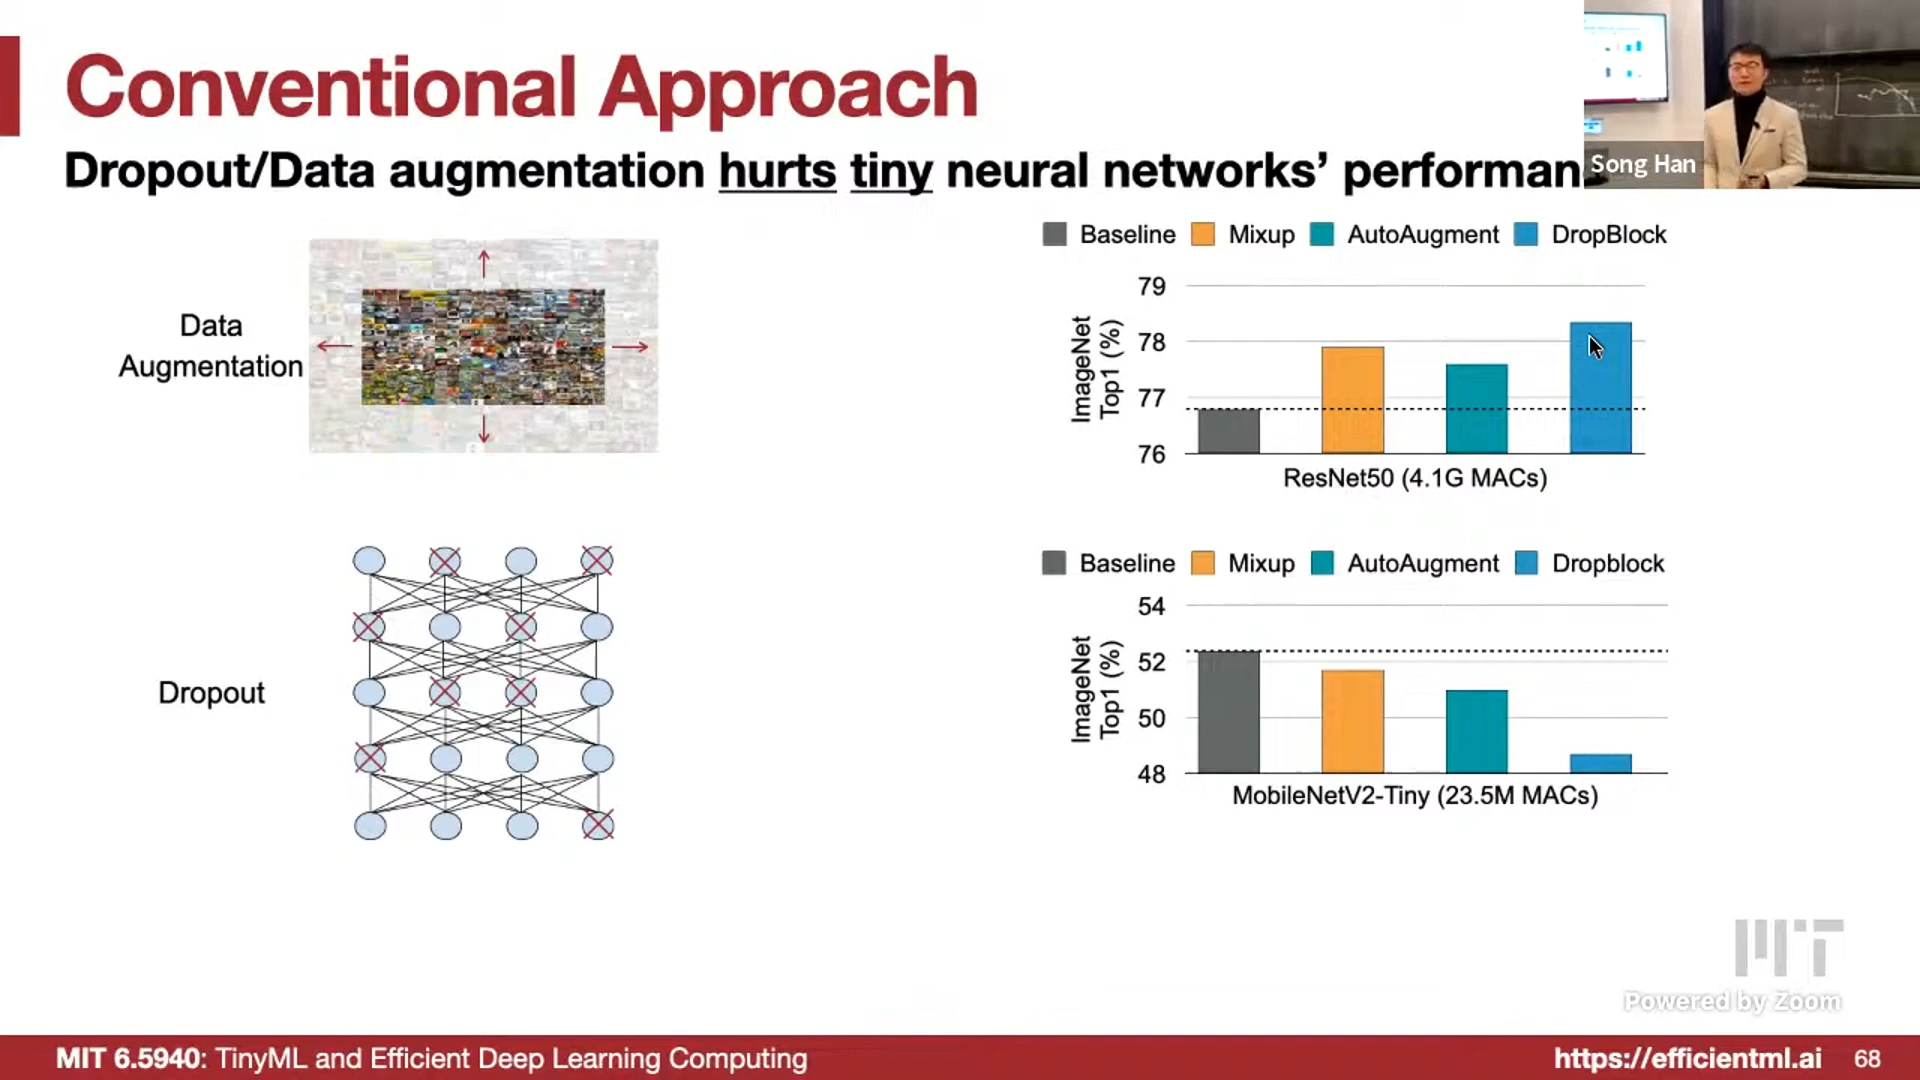 Conventional Approach
Dropout/Data augmentation hurts tiny neural networks’ performan
Song Han
Data
Augmentation
Baseline Mixup AutoAugment DropBlock
79
78
77
76
ImageNet
Top1 (%)
ResNet50 (4.1G MACs)
Dropout
Baseline Mixup AutoAugment Dropblock
54
52
50
48
ImageNet
Top1 (%)
MobileNetV2-Tiny (23.5M MACs)
MIT
Powered by Zoom
MIT 6.5940: TinyML and Efficient Deep Learning Computing
https://efficientml.ai 68